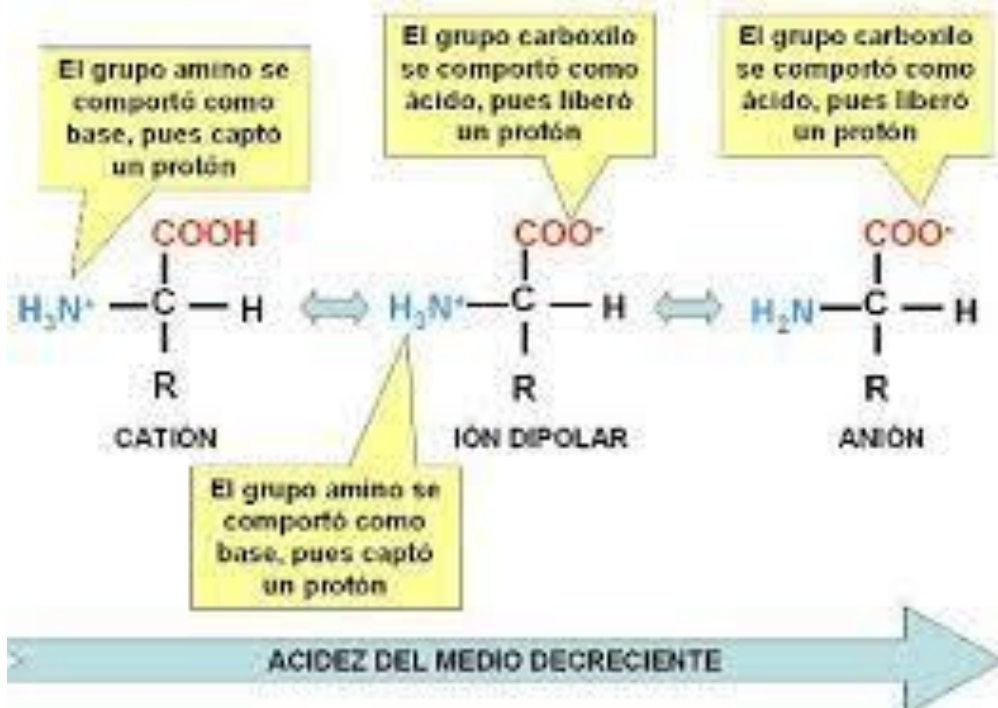 El grupo amino se
comportó como
base, pues captó
un protón
El grupo carboxilo
se comportó como
ácido, pues liberó
un protón
El grupo carboxilo
se comportó como
ácido, pues liberó
un protón
COOH
H₃N⁺ — C — H
R
CATIÓN
COO⁻
H₃N⁺ — C — H
R
IÓN DIPOLAR
COO⁻
H₂N — C — H
R
ANIÓN
El grupo amino se
comportó como
base, pues captó
un protón
ACIDEZ DEL MEDIO DECRECIENTE